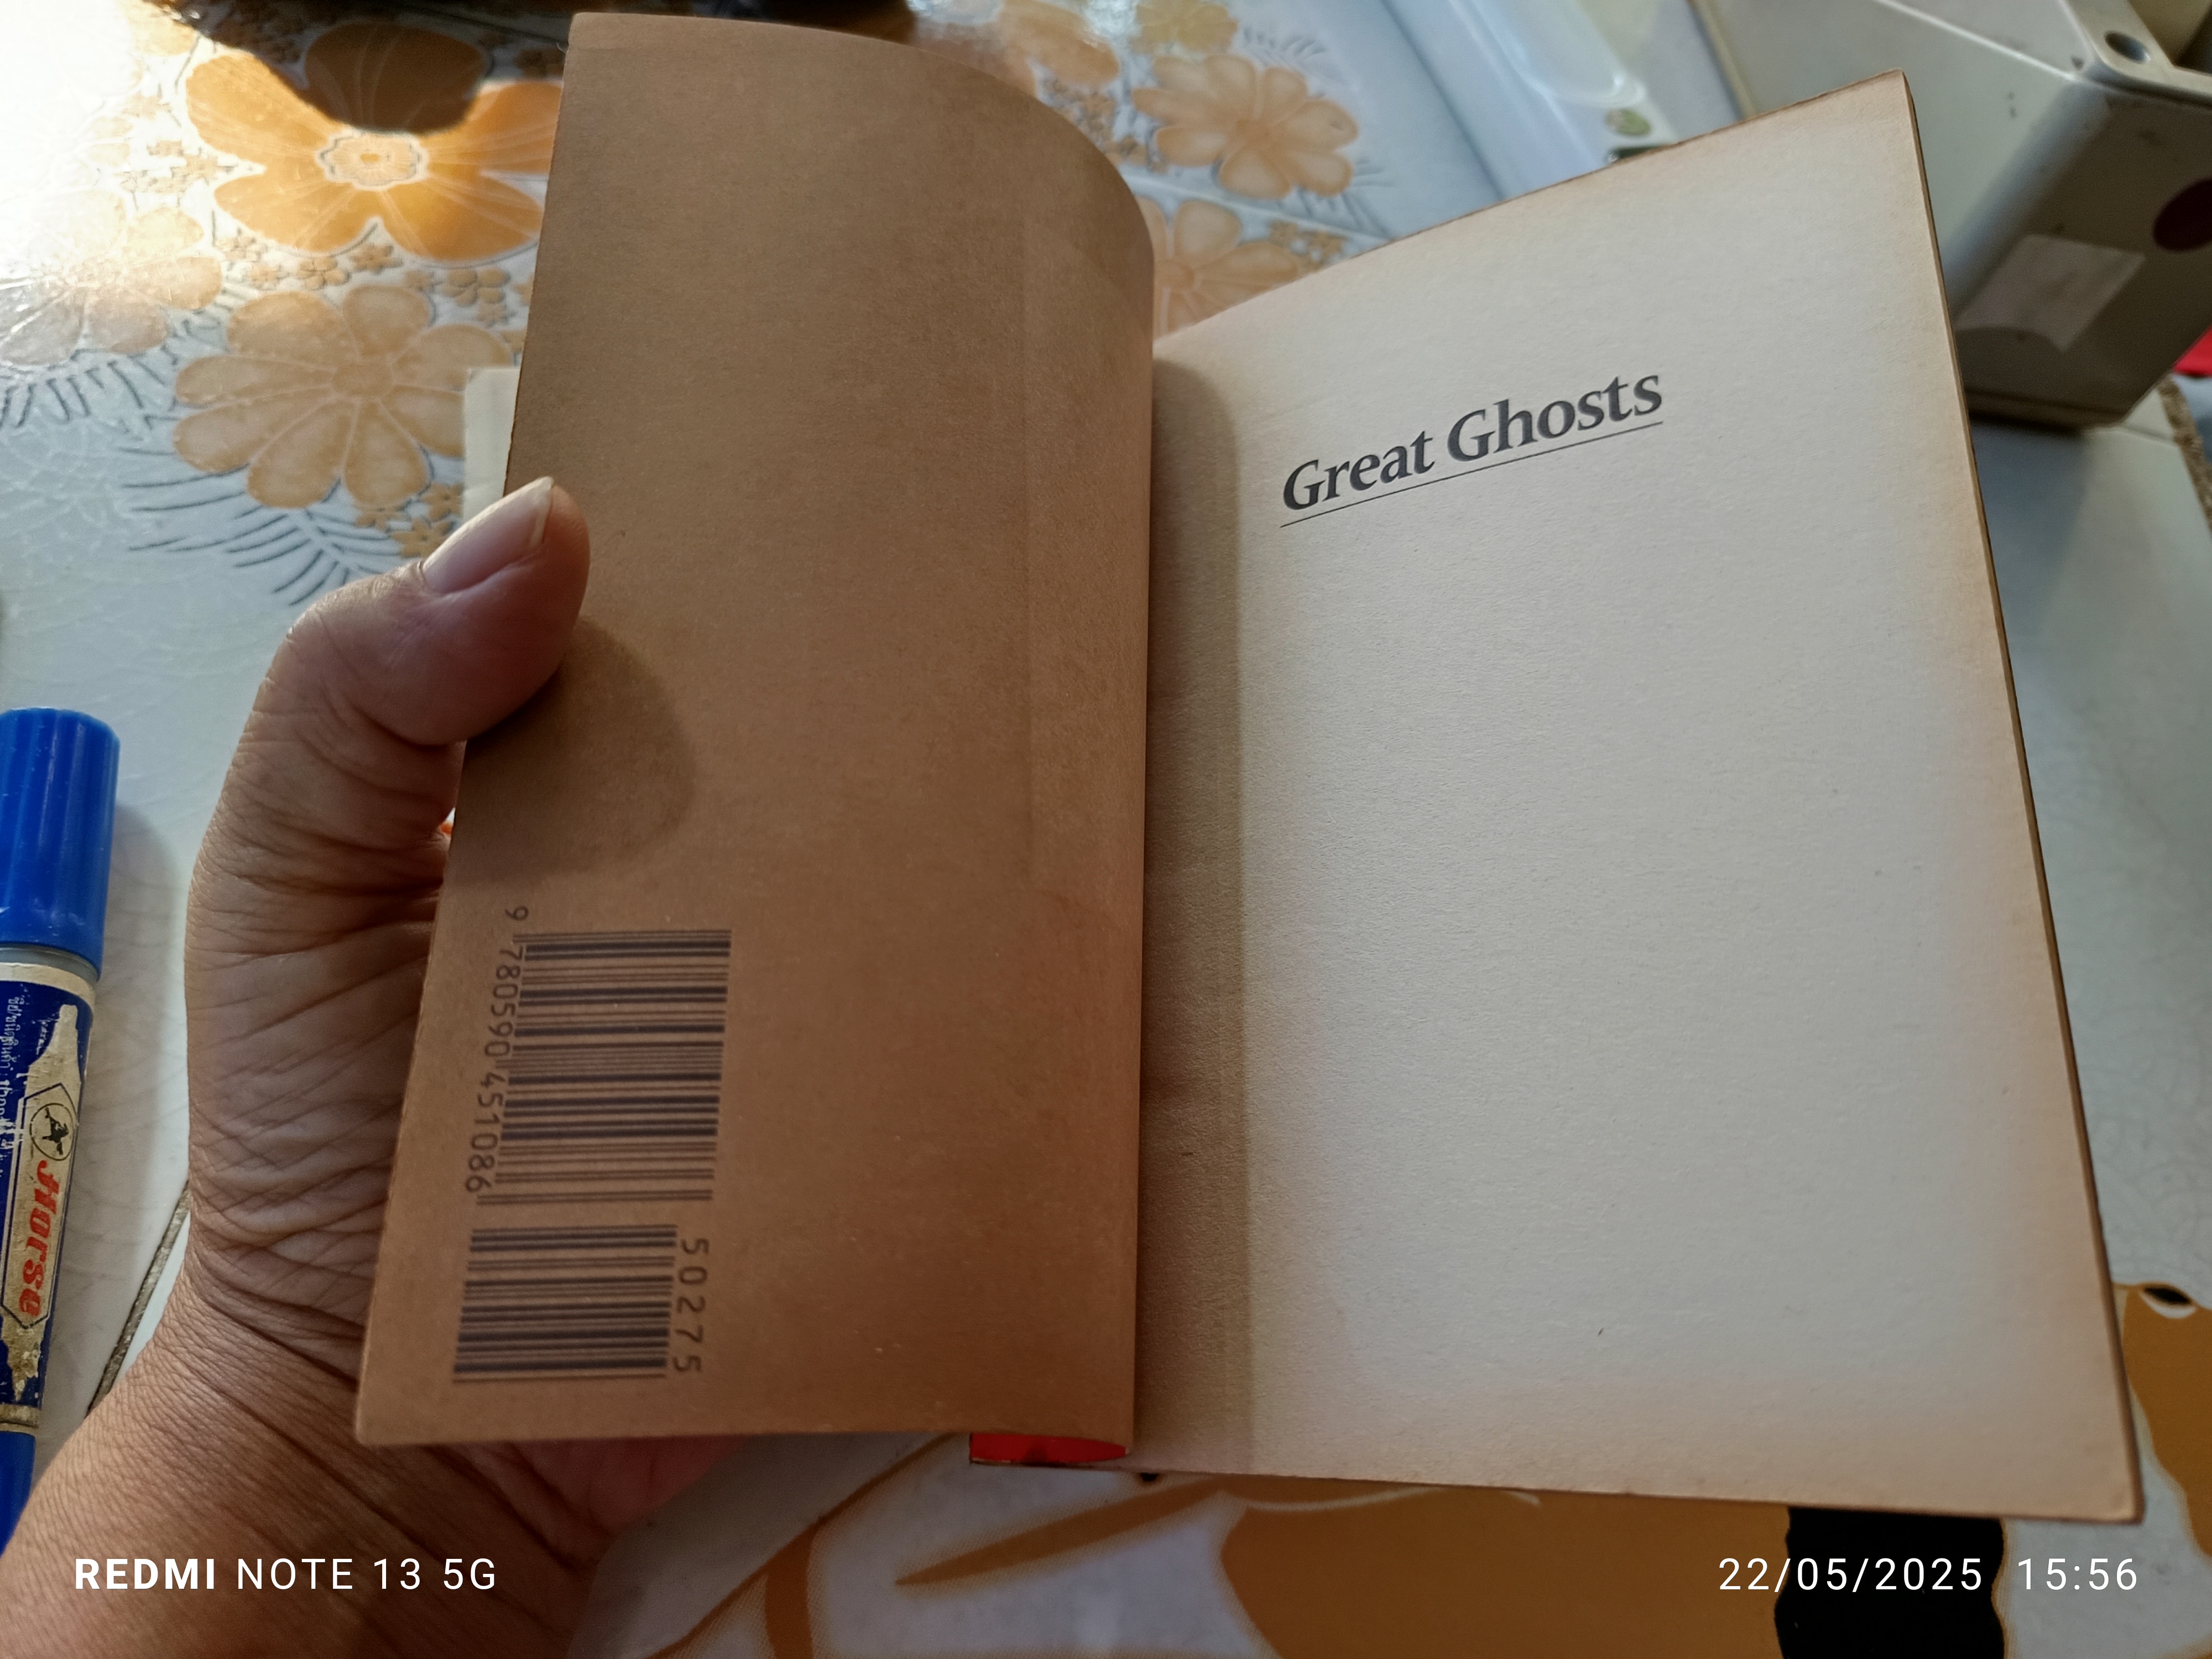 Great Ghosts
9 780590 451086
50275
Horse
REDMI NOTE 13 5G
22/05/2025 15:56